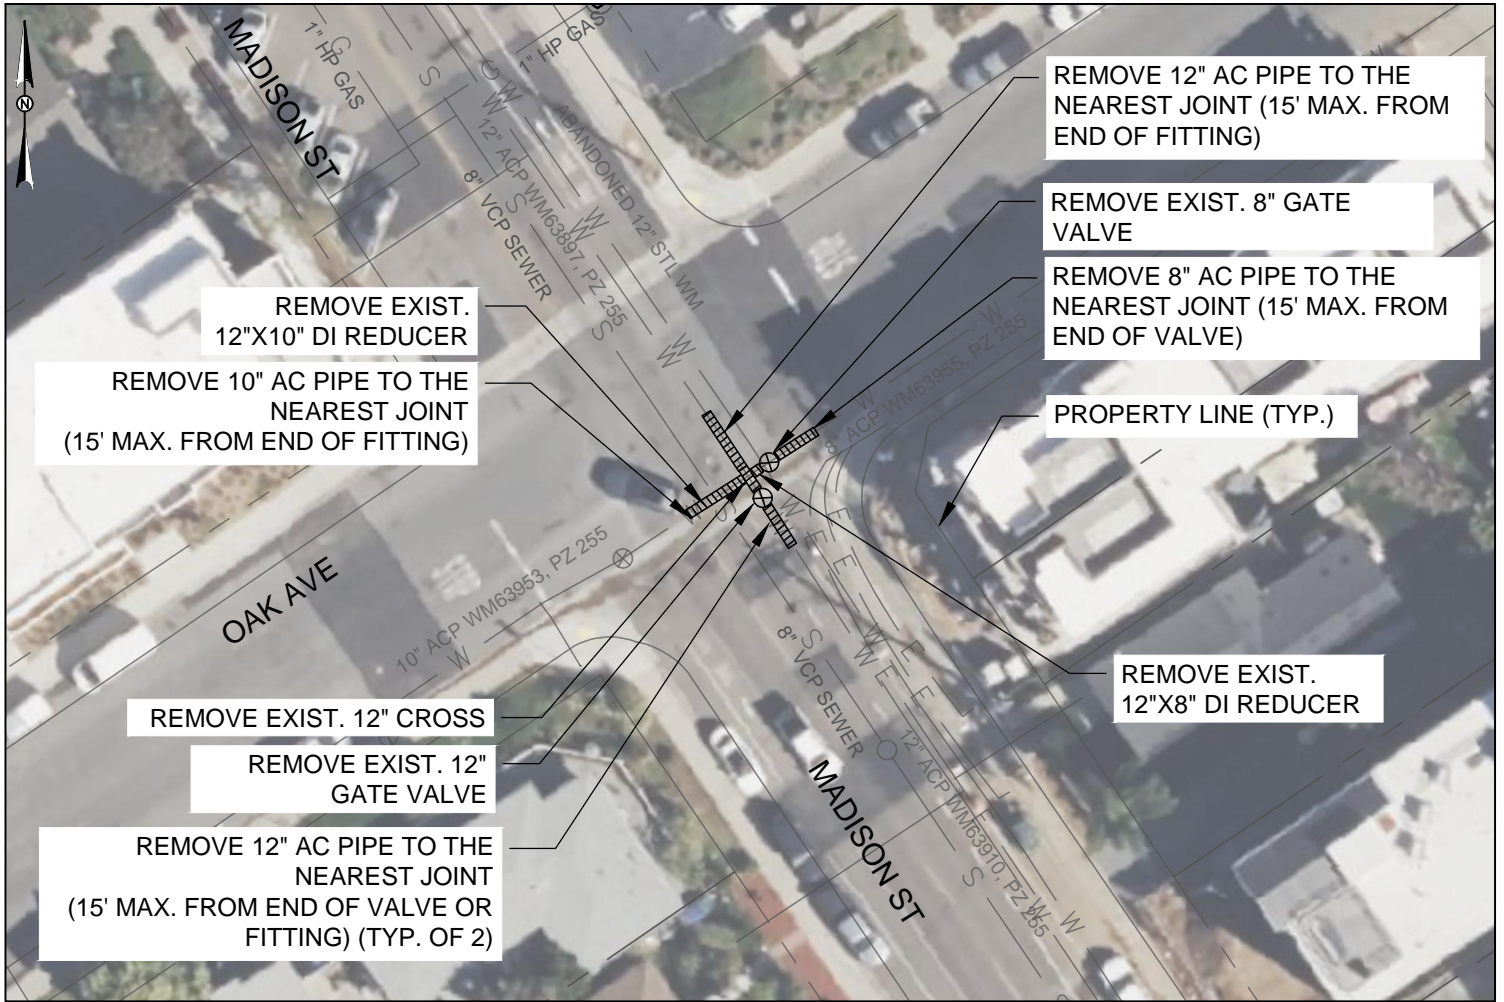 MADISON ST
1" HP GAS
1" HP GAS
G
S
G
W
S
W
ABANDONED 12" STL WM
12" ACP WM63897, PZ 255
8" VCP SEWER
N
REMOVE 12" AC PIPE TO THE
NEAREST JOINT (15' MAX. FROM
END OF FITTING)
REMOVE EXIST. 8" GATE
VALVE
REMOVE 8" AC PIPE TO THE
NEAREST JOINT (15' MAX. FROM
END OF VALVE)
REMOVE EXIST.
12"X10" DI REDUCER
REMOVE 10" AC PIPE TO THE
NEAREST JOINT
(15' MAX. FROM END OF FITTING)
PROPERTY LINE (TYP.)
8" ACP WM63955, PZ 255
10" ACP WM63953, PZ 255
W
OAK AVE
8" VCP SEWER
REMOVE EXIST.
12"X8" DI REDUCER
REMOVE EXIST. 12" CROSS
REMOVE EXIST. 12"
GATE VALVE
REMOVE 12" AC PIPE TO THE
NEAREST JOINT
(15' MAX. FROM END OF VALVE OR
FITTING) (TYP. OF 2)
MADISON ST
12" ACP WM63910, PZ 255
S
W
W